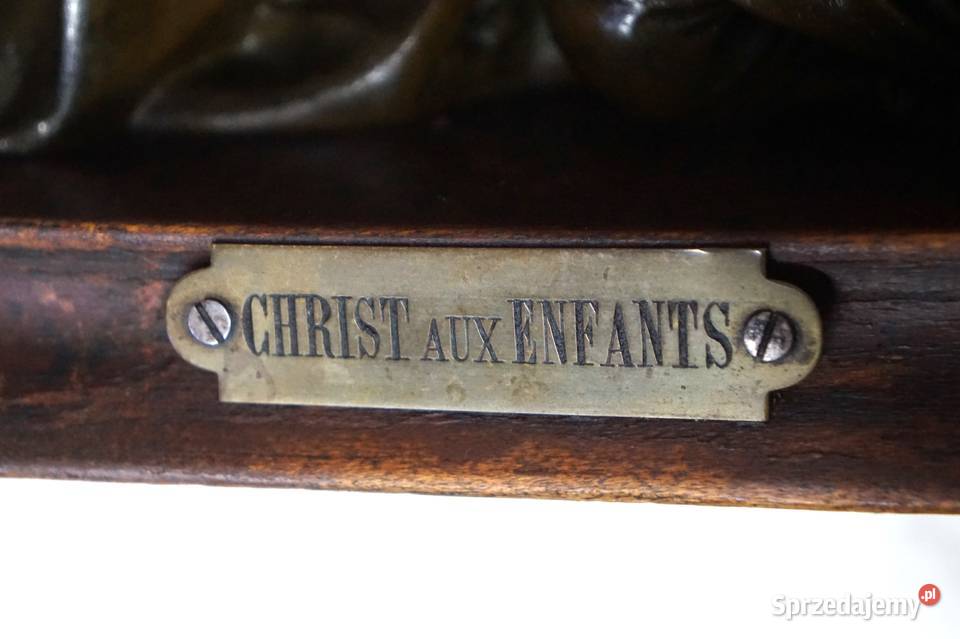 CHRIST AUX ENFANTS
Sprzedajemy.pl